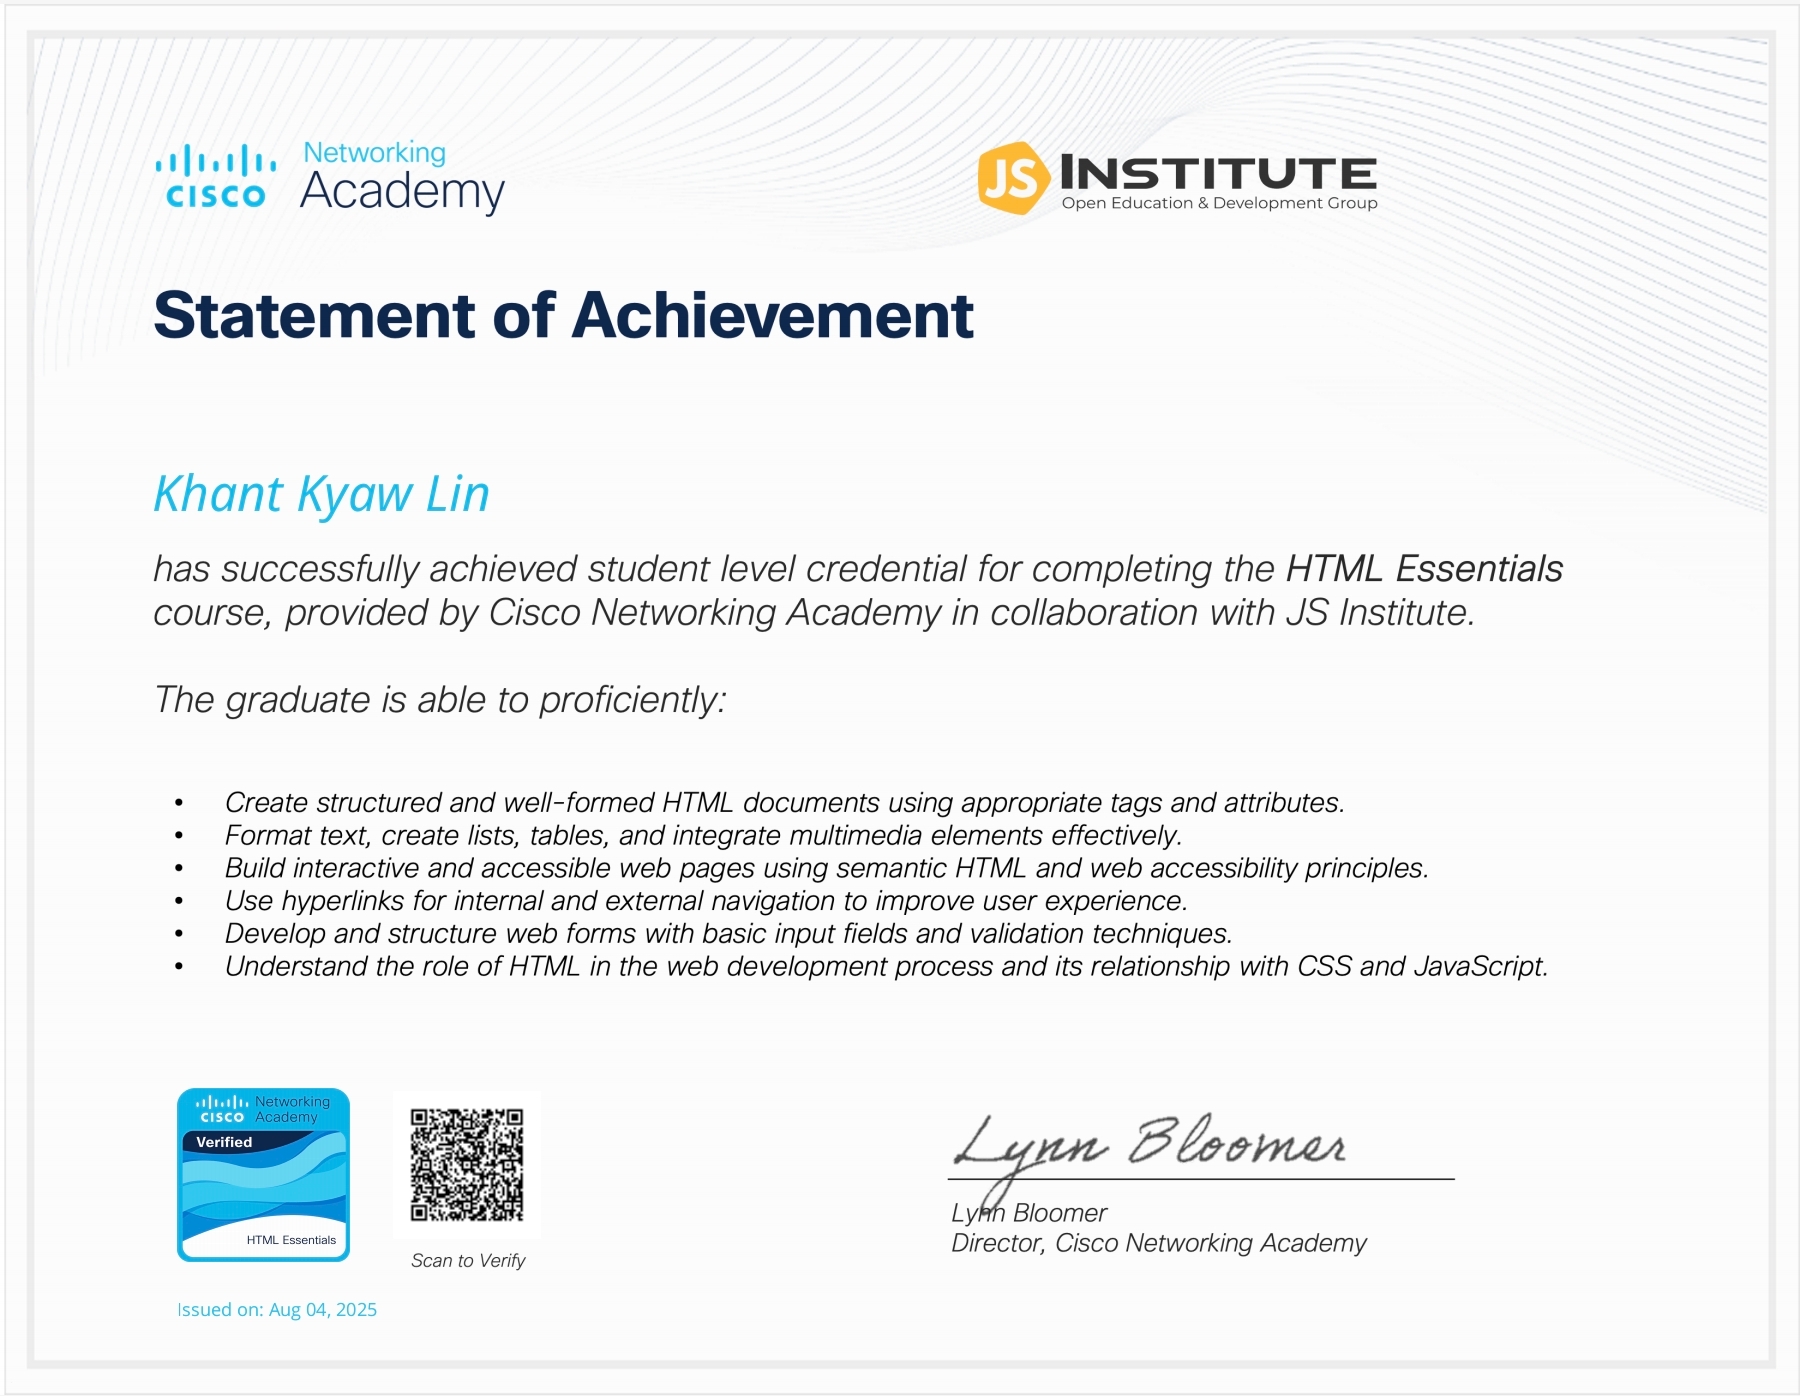 CISCO
Networking
Academy
JS INSTITUTE
Open Education & Development Group
Statement of Achievement
Khant Kyaw Lin
has successfully achieved student level credential for completing the HTML Essentials
course, provided by Cisco Networking Academy in collaboration with JS Institute.
The graduate is able to proficiently:
• Create structured and well-formed HTML documents using appropriate tags and attributes.
• Format text, create lists, tables, and integrate multimedia elements effectively.
• Build interactive and accessible web pages using semantic HTML and web accessibility principles.
• Use hyperlinks for internal and external navigation to improve user experience.
• Develop and structure web forms with basic input fields and validation techniques.
• Understand the role of HTML in the web development process and its relationship with CSS and JavaScript.
CISCO
Networking
Academy
Verified
HTML Essentials
Scan to Verify
Lynn Bloomer
Lynn Bloomer
Director, Cisco Networking Academy
Issued on: Aug 04, 2025